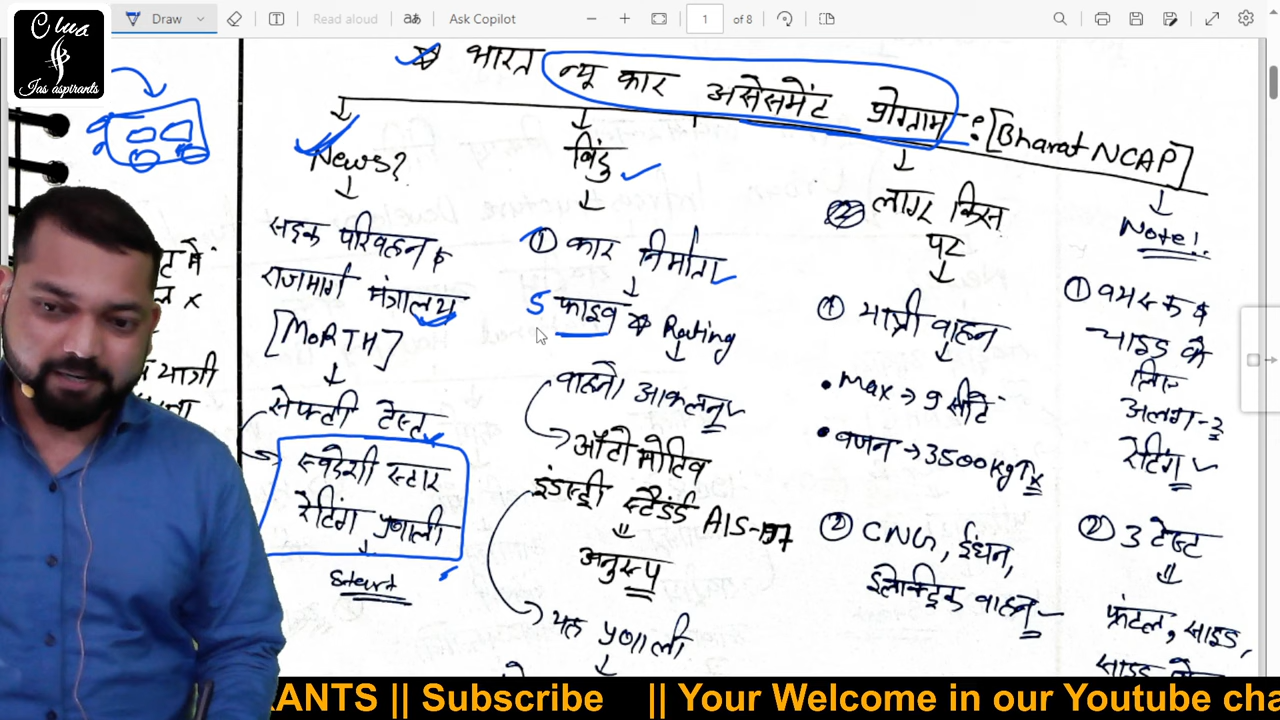 Clue
Ias aspirants
Draw
Read aloud
Ask Copilot
1
of 8
भारत न्यू कार असेसमेंट प्रोग्राम :[Bharat NCAP]
News?
सड़क परिवहन व
राजमार्ग मंत्रालय
[MoRTH]
सेफ्टी टेस्ट
स्वदेशी स्टार
रेटिंग प्रणाली
Start
बिंदु
① कार निर्माता
5 फाइव Rating
वाहनो आकलन
ऑटो मोटिव
इंडस्ट्री स्टैंडर्ड AIS-197
अनुरूप
यह प्रणाली
लागू किस
पर
① यात्री वाहन
• Max → 9 सीट
• वजन → 3500kg
② CNG, ईंधन,
इलेक्ट्रिक वाहन
Note!!
① वयस्क व
चाइल्ड के
लिए
अलग-2
रेटिंग
② 3 टेस्ट
फ्रंटल, साइड,
RANTS || Subscribe || Your Welcome in our Youtube cha